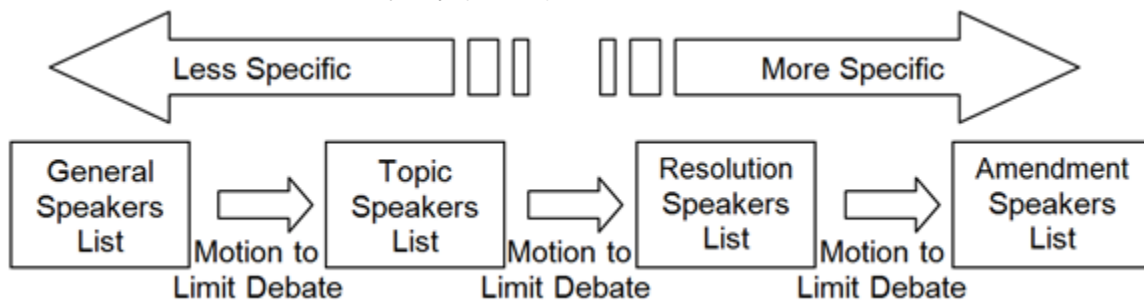 Less Specific
More Specific
General
Speakers
List
Motion to
Limit Debate
Topic
Speakers
List
Motion to
Limit Debate
Resolution
Speakers
List
Motion to
Limit Debate
Amendment
Speakers
List